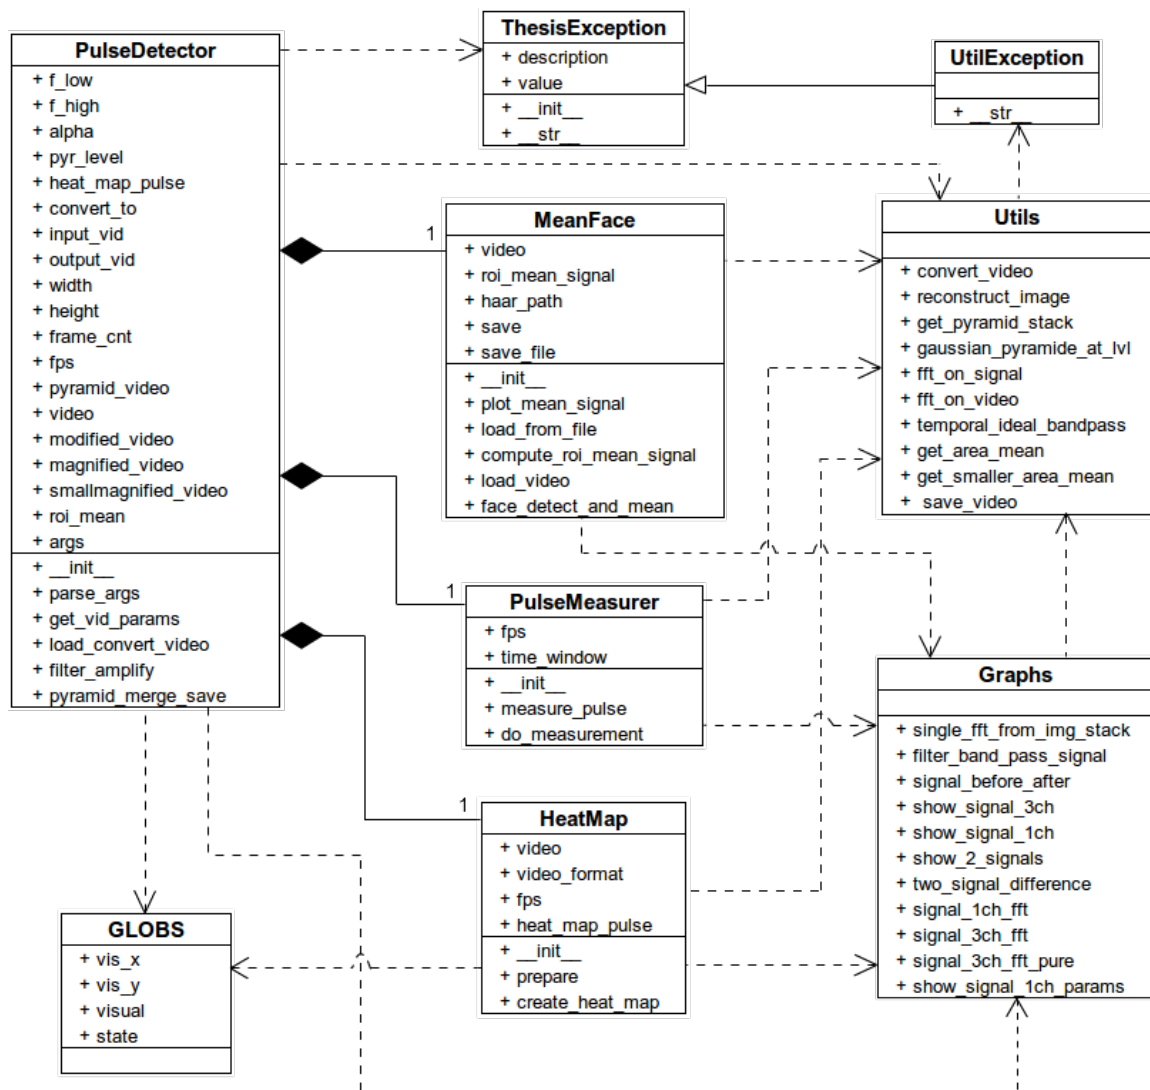 PulseDetector
+ f_low
+ f_high
+ alpha
+ pyr_level
+ heat_map_pulse
+ convert_to
+ input_vid
+ output_vid
+ width
+ height
+ frame_cnt
+ fps
+ pyramid_video
+ video
+ modified_video
+ magnified_video
+ smallmagnified_video
+ roi_mean
+ args
+ __init__
+ parse_args
+ get_vid_params
+ load_convert_video
+ filter_amplify
+ pyramid_merge_save
ThesisException
+ description
+ value
+ __init__
+ __str__
UtilException
+ __str__
1
MeanFace
+ video
+ roi_mean_signal
+ haar_path
+ save
+ save_file
+ __init__
+ plot_mean_signal
+ load_from_file
+ compute_roi_mean_signal
+ load_video
+ face_detect_and_mean
Utils
+ convert_video
+ reconstruct_image
+ get_pyramid_stack
+ gaussian_pyramide_at_lvl
+ fft_on_signal
+ fft_on_video
+ temporal_ideal_bandpass
+ get_area_mean
+ get_smaller_area_mean
+ save_video
1
PulseMeasurer
+ fps
+ time_window
+ __init__
+ measure_pulse
+ do_measurement
Graphs
+ single_fft_from_img_stack
+ filter_band_pass_signal
+ signal_before_after
+ show_signal_3ch
+ show_signal_1ch
+ show_2_signals
+ two_signal_difference
+ signal_1ch_fft
+ signal_3ch_fft
+ signal_3ch_fft_pure
+ show_signal_1ch_params
1
HeatMap
+ video
+ video_format
+ fps
+ heat_map_pulse
+ __init__
+ prepare
+ create_heat_map
GLOBS
+ vis_x
+ vis_y
+ visual
+ state